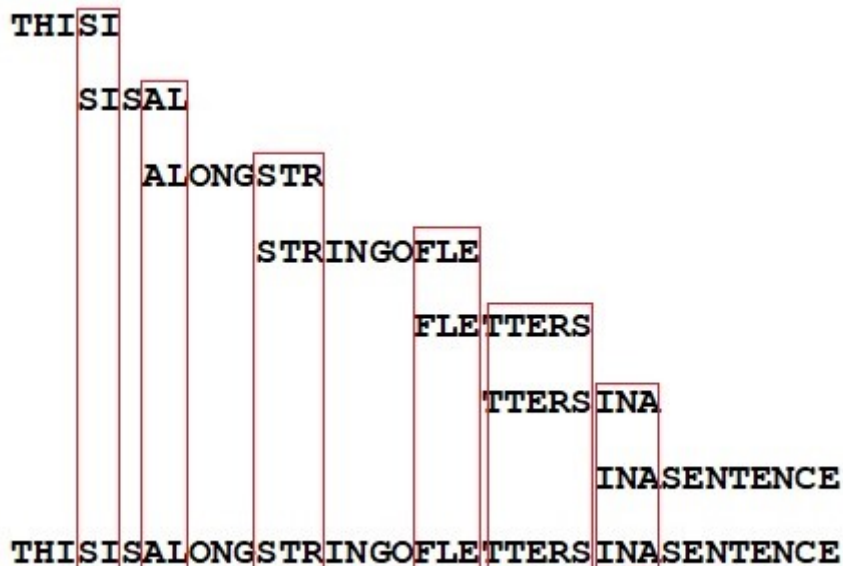 THISI
SISAL
ALONGSTR
STRINGOFLE
FLETTERS
TTERSINA
INASENTENCE
THISISALONGSTRINGOFLETTERSINASENTENCE